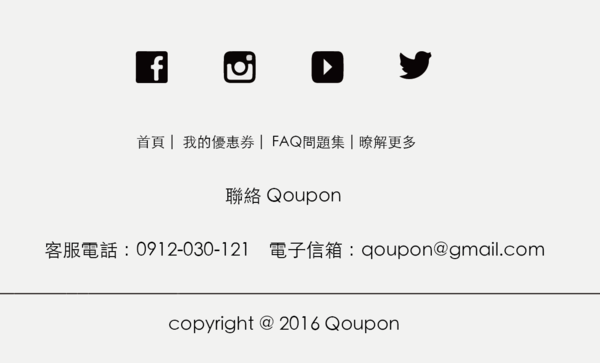 首頁 | 我的優惠券 | FAQ問題集 | 暸解更多
聯絡 Qoupon
客服電話：0912-030-121 電子信箱：qoupon@gmail.com
copyright @ 2016 Qoupon